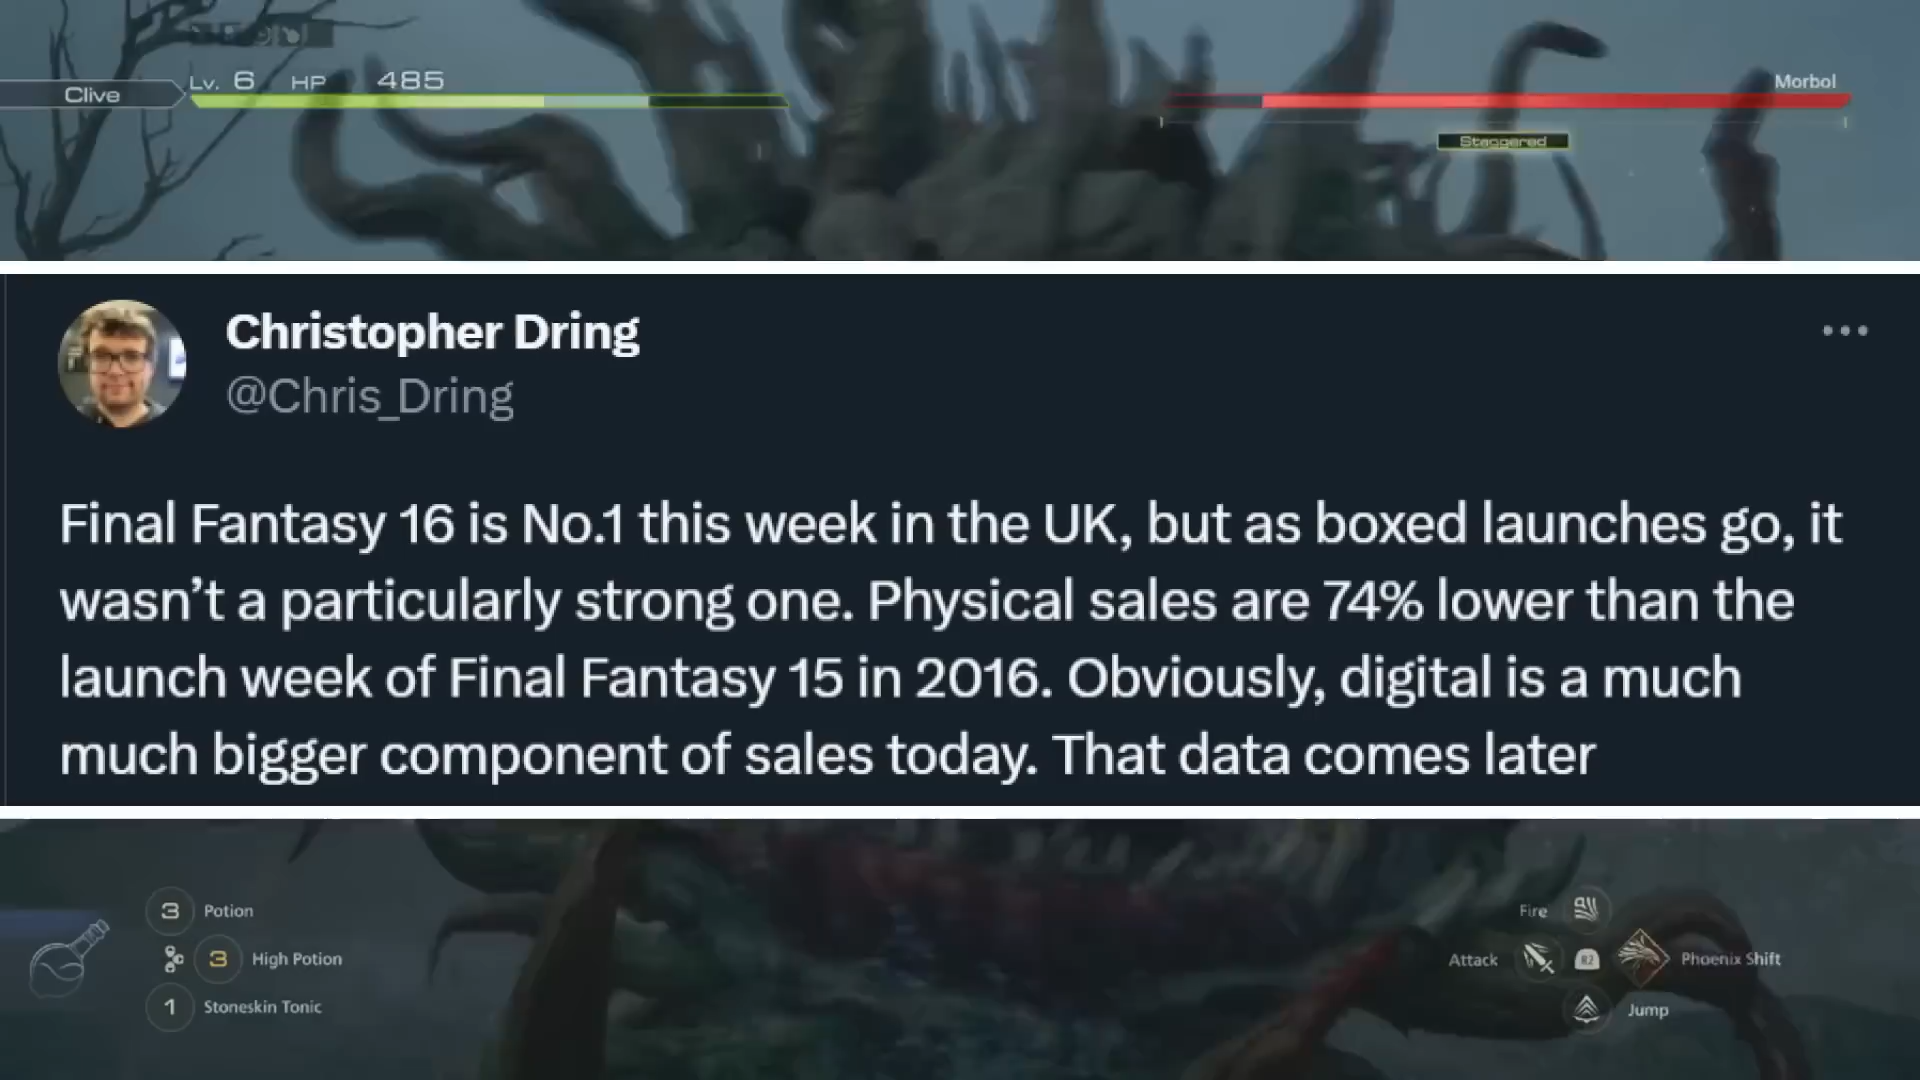 Clive
Lv. 6 HP 485
Morbol
Staggered
Christopher Dring
@Chris_Dring
Final Fantasy 16 is No.1 this week in the UK, but as boxed launches go, it
wasn’t a particularly strong one. Physical sales are 74% lower than the
launch week of Final Fantasy 15 in 2016. Obviously, digital is a much
much bigger component of sales today. That data comes later
3 Potion
3 High Potion
1 Stoneskin Tonic
Fire
Attack R2 Phoenix Shift
Jump